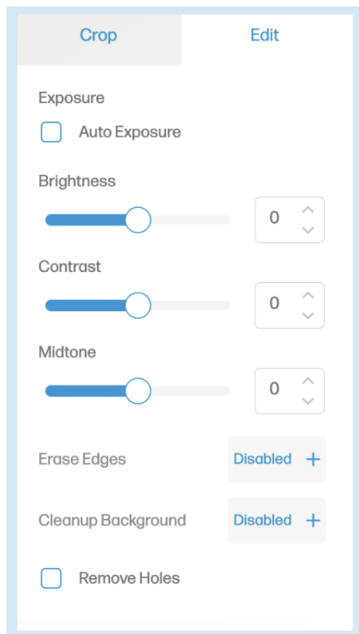 Crop Edit
Exposure
Auto Exposure
Brightness
0
Contrast
0
Midtone
0
Erase Edges Disabled +
Cleanup Background Disabled +
Remove Holes